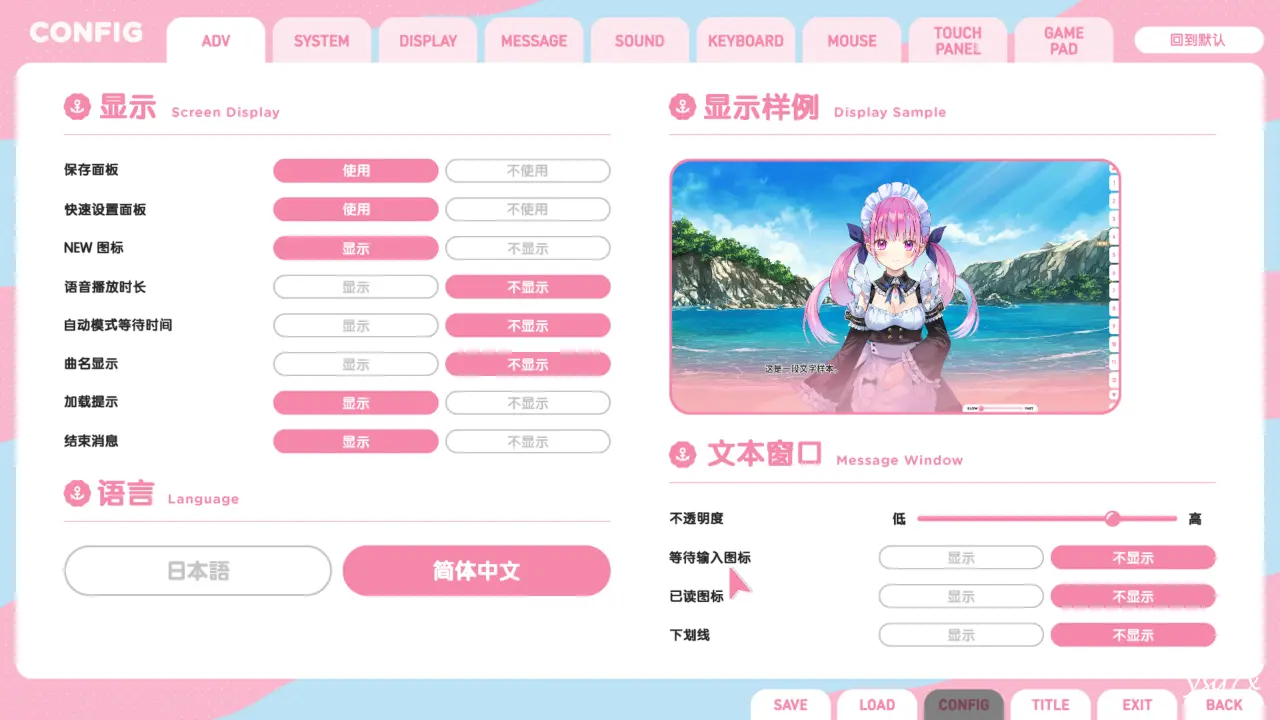 CONFIG
ADV
SYSTEM
DISPLAY
MESSAGE
SOUND
KEYBOARD
MOUSE
TOUCH
PANEL
GAME
PAD
回到默认
显示 Screen Display
保存面板 使用 不使用
快速设置面板 使用 不使用
NEW 图标 显示 不显示
语音播放时长 显示 不显示
自动模式等待时间 显示 不显示
曲名显示 显示 不显示
加载提示 显示 不显示
结束消息 显示 不显示
语言 Language
日本語 简体中文
显示样例 Display Sample
这是一段文字样本。
文本窗口 Message Window
不透明度 低 高
等待输入图标 显示 不显示
已读图标 显示 不显示
下划线 显示 不显示
SAVE
LOAD
CONFIG
TITLE
EXIT
BACK